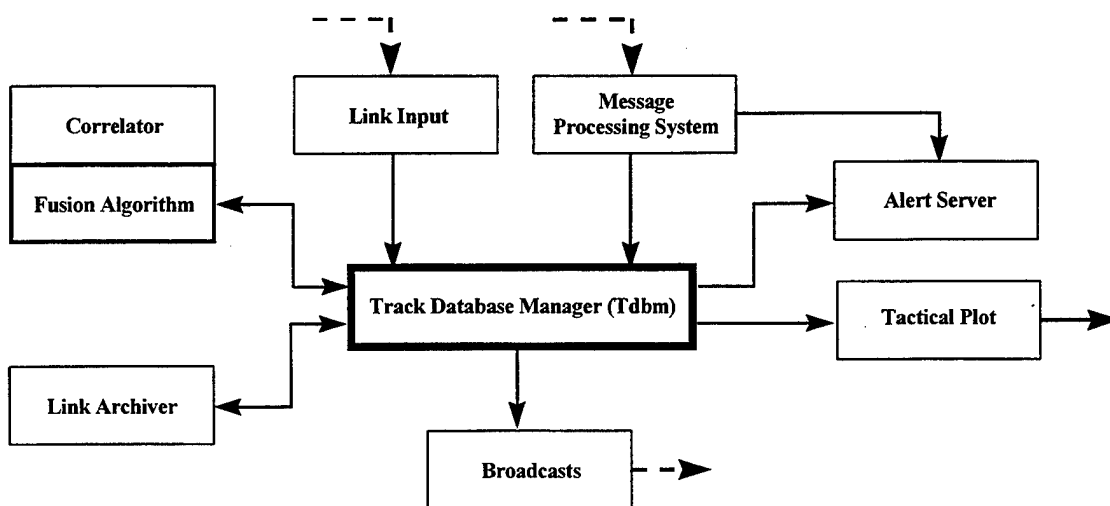 Correlator
Fusion Algorithm
Link Input
Message
Processing System
Alert Server
Track Database Manager (Tdbm)
Tactical Plot
Link Archiver
Broadcasts